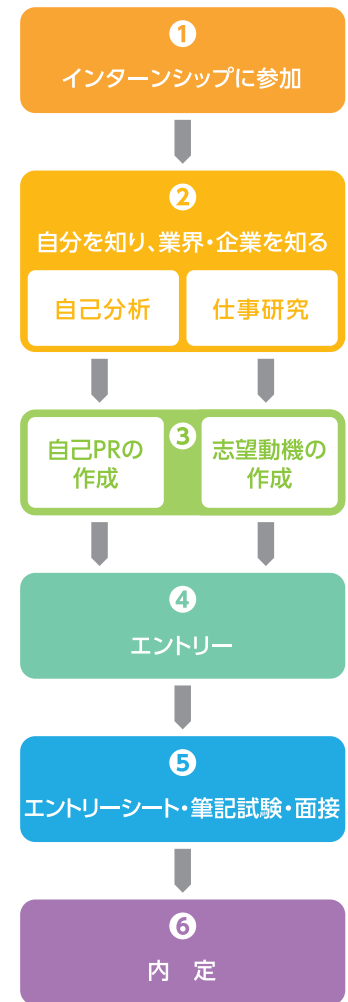 1
インターンシップに参加
2
自分を知り、業界・企業を知る
自己分析
仕事研究
3
自己PRの
作成
志望動機の
作成
4
エントリー
5
エントリーシート・筆記試験・面接
6
内　定